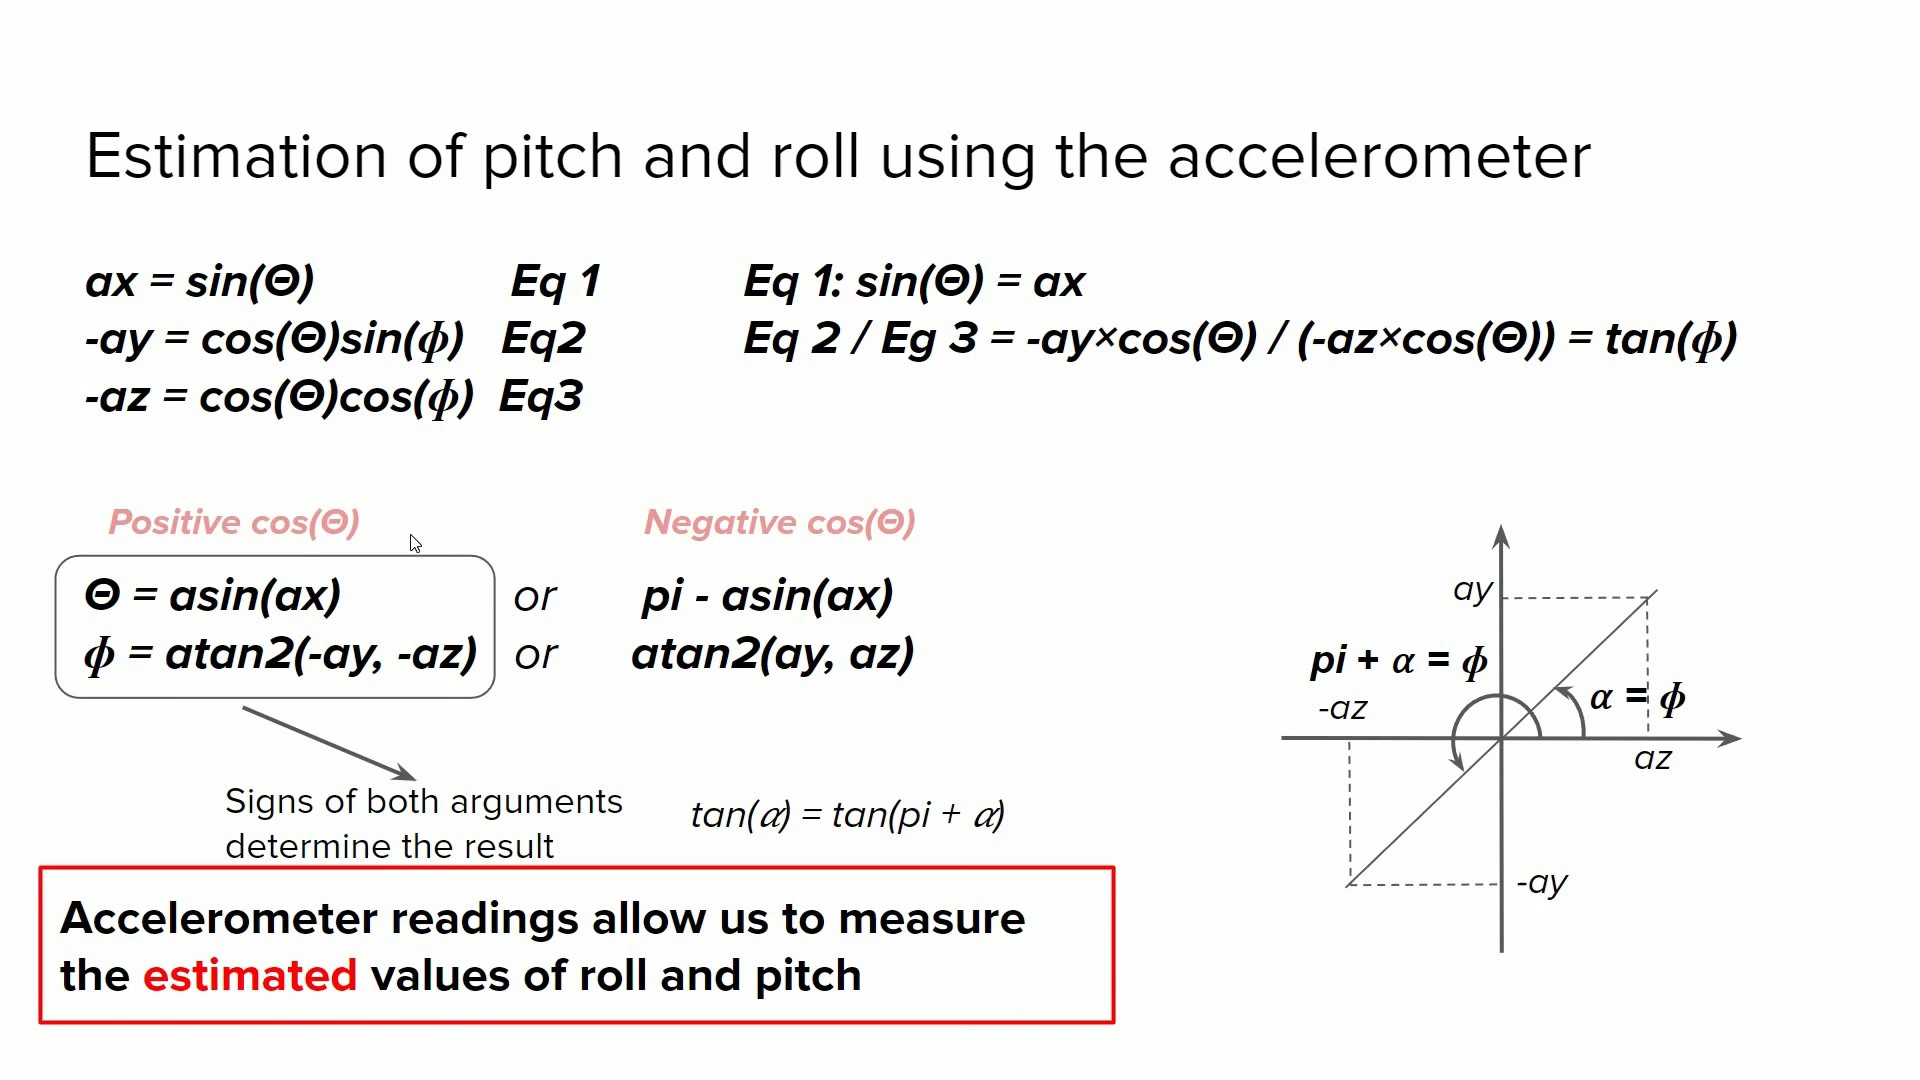 Estimation of pitch and roll using the accelerometer
ax = sin(Θ) Eq 1
-ay = cos(Θ)sin(ϕ) Eq2
-az = cos(Θ)cos(ϕ) Eq3
Eq 1: sin(Θ) = ax
Eq 2 / Eg 3 = -ay×cos(Θ) / (-az×cos(Θ)) = tan(ϕ)
Positive cos(Θ) Negative cos(Θ)
Θ = asin(ax) or pi - asin(ax)
ϕ = atan2(-ay, -az) or atan2(ay, az)
Signs of both arguments
determine the result
tan(α) = tan(pi + α)
Accelerometer readings allow us to measure
the estimated values of roll and pitch
ay
pi + α = ϕ
-az
α = ϕ
az
-ay